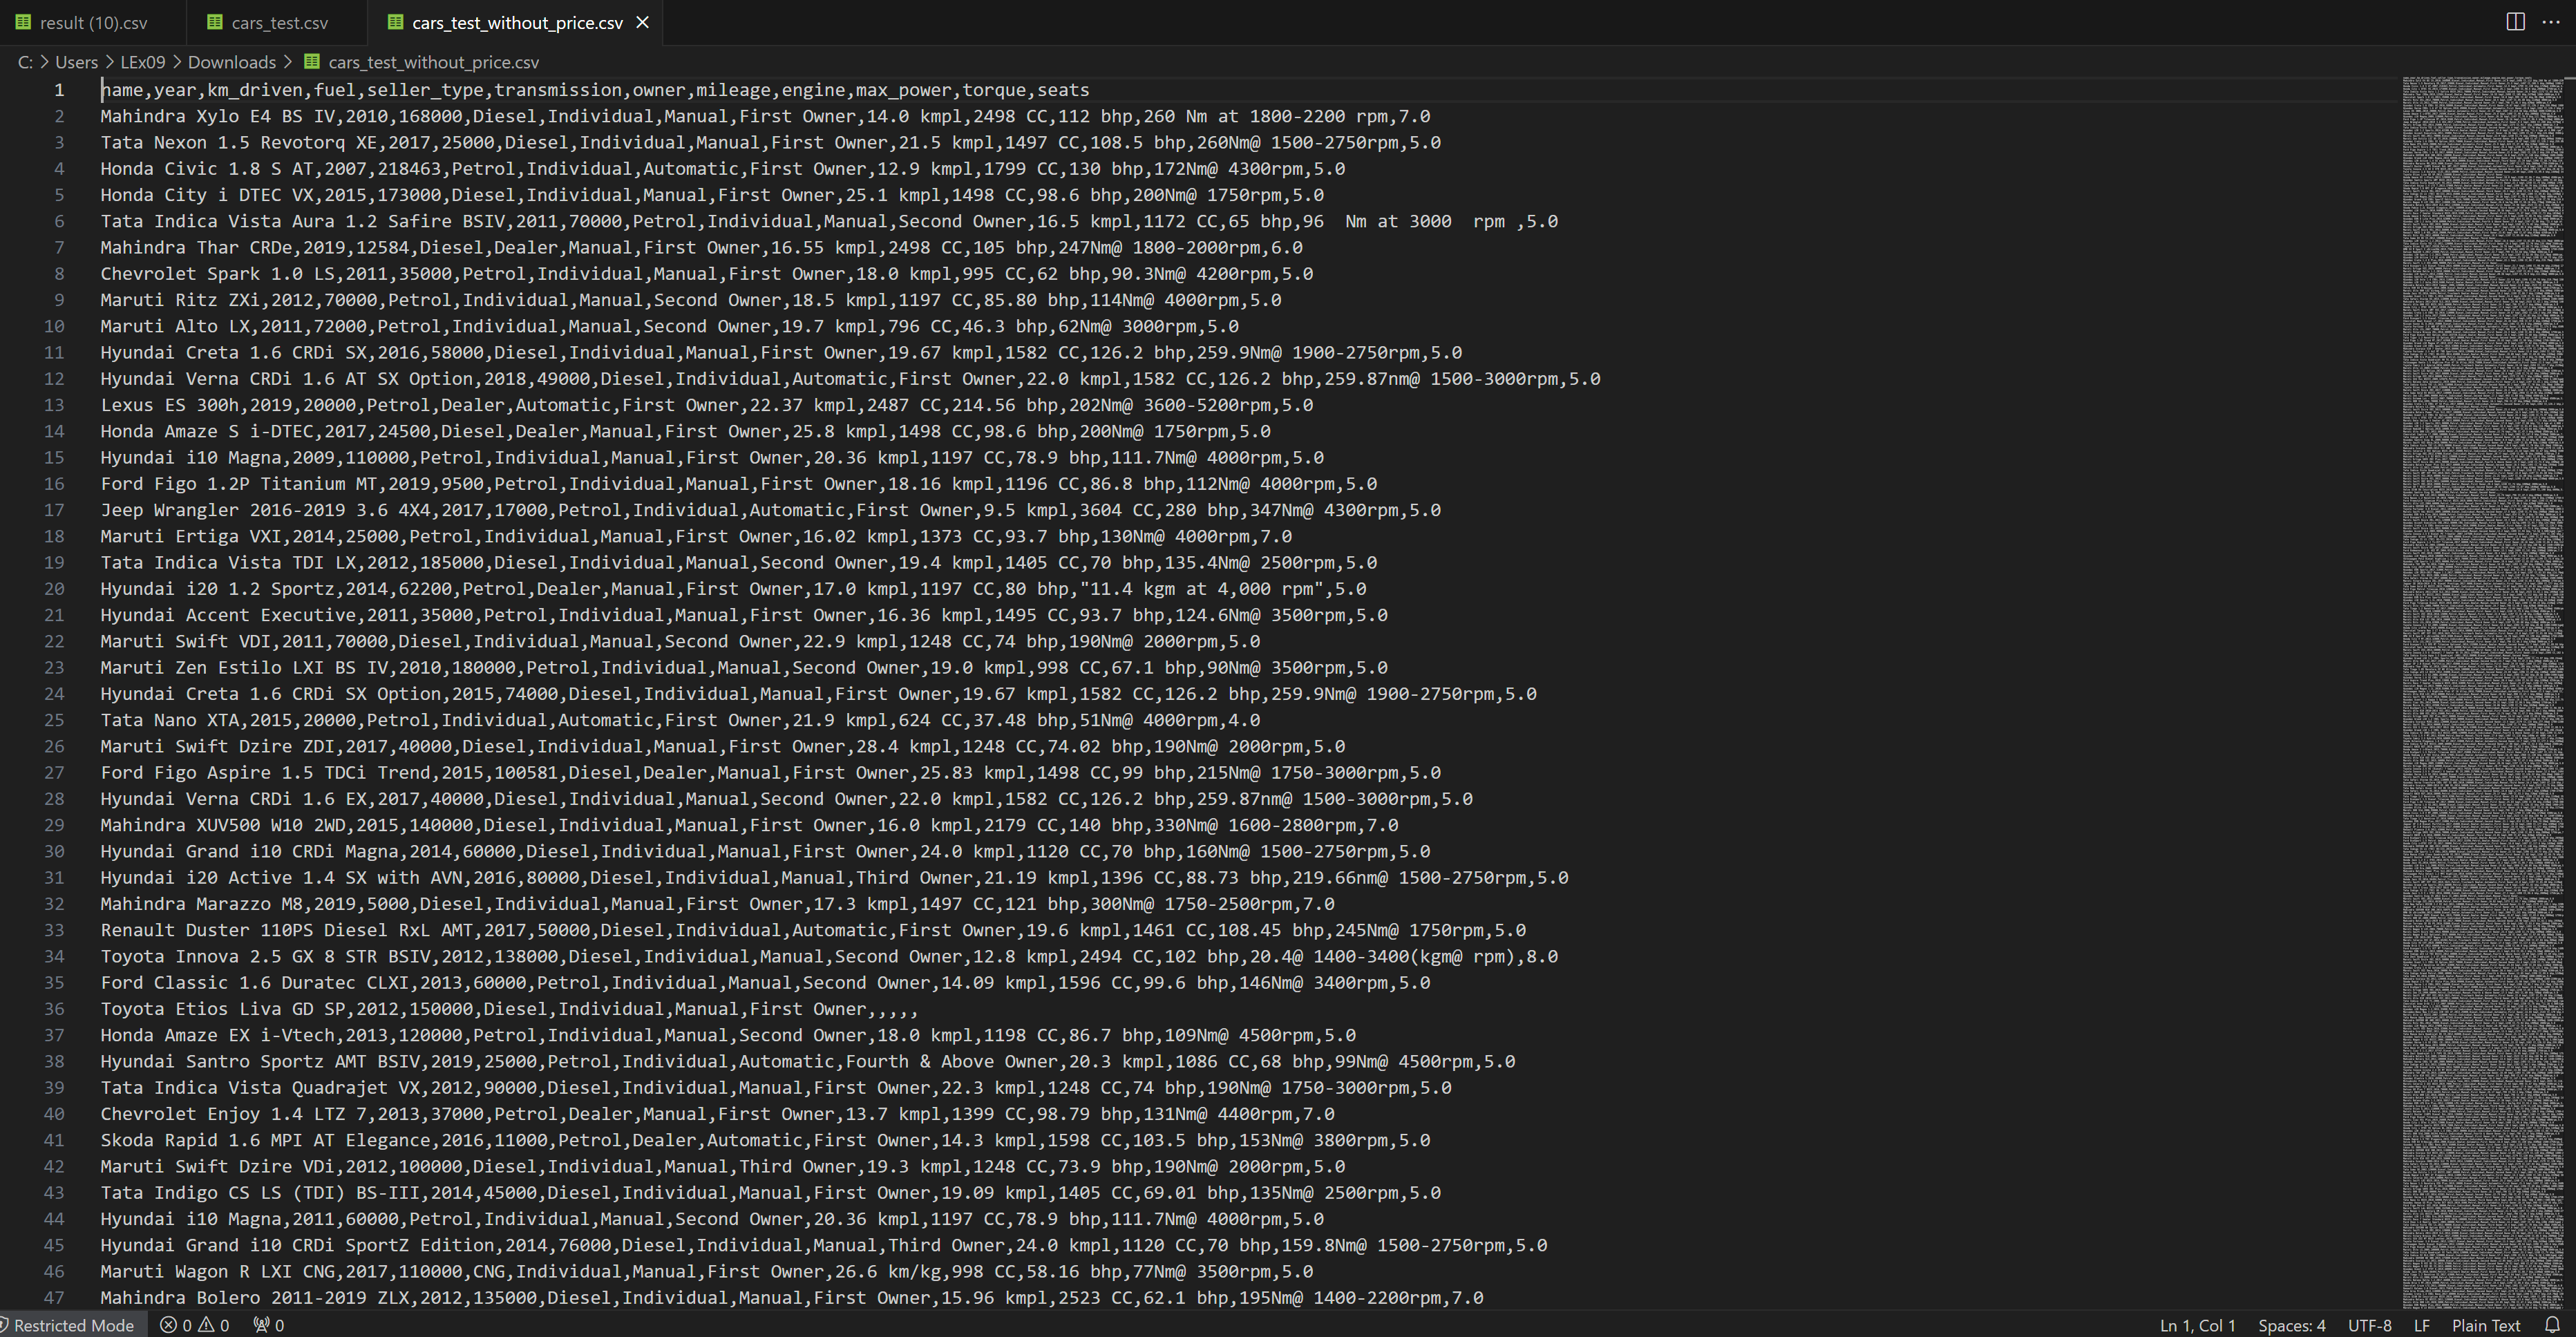 result (10).csv
cars_test.csv
cars_test_without_price.csv
C: > Users > LEx09 > Downloads > cars_test_without_price.csv
1 name,year,km_driven,fuel,seller_type,transmission,owner,mileage,engine,max_power,torque,seats
2 Mahindra Xylo E4 BS IV,2010,168000,Diesel,Individual,Manual,First Owner,14.0 kmpl,2498 CC,112 bhp,260 Nm at 1800-2200 rpm,7.0
3 Tata Nexon 1.5 Revotorq XE,2017,25000,Diesel,Individual,Manual,First Owner,21.5 kmpl,1497 CC,108.5 bhp,260Nm@ 1500-2750rpm,5.0
4 Honda Civic 1.8 S AT,2007,218463,Petrol,Individual,Automatic,First Owner,12.9 kmpl,1799 CC,130 bhp,172Nm@ 4300rpm,5.0
5 Honda City i DTEC VX,2015,173000,Diesel,Individual,Manual,First Owner,25.1 kmpl,1498 CC,98.6 bhp,200Nm@ 1750rpm,5.0
6 Tata Indica Vista Aura 1.2 Safire BSIV,2011,70000,Petrol,Individual,Manual,Second Owner,16.5 kmpl,1172 CC,65 bhp,96  Nm at 3000  rpm ,5.0
7 Mahindra Thar CRDe,2019,12584,Diesel,Dealer,Manual,First Owner,16.55 kmpl,2498 CC,105 bhp,247Nm@ 1800-2000rpm,6.0
8 Chevrolet Spark 1.0 LS,2011,35000,Petrol,Individual,Manual,First Owner,18.0 kmpl,995 CC,62 bhp,90.3Nm@ 4200rpm,5.0
9 Maruti Ritz ZXi,2012,70000,Petrol,Individual,Manual,Second Owner,18.5 kmpl,1197 CC,85.80 bhp,114Nm@ 4000rpm,5.0
10 Maruti Alto LX,2011,72000,Petrol,Individual,Manual,Second Owner,19.7 kmpl,796 CC,46.3 bhp,62Nm@ 3000rpm,5.0
11 Hyundai Creta 1.6 CRDi SX,2016,58000,Diesel,Individual,Manual,First Owner,19.67 kmpl,1582 CC,126.2 bhp,259.9Nm@ 1900-2750rpm,5.0
12 Hyundai Verna CRDi 1.6 AT SX Option,2018,49000,Diesel,Individual,Automatic,First Owner,22.0 kmpl,1582 CC,126.2 bhp,259.87nm@ 1500-3000rpm,5.0
13 Lexus ES 300h,2019,20000,Petrol,Dealer,Automatic,First Owner,22.37 kmpl,2487 CC,214.56 bhp,202Nm@ 3600-5200rpm,5.0
14 Honda Amaze S i-DTEC,2017,24500,Diesel,Dealer,Manual,First Owner,25.8 kmpl,1498 CC,98.6 bhp,200Nm@ 1750rpm,5.0
15 Hyundai i10 Magna,2009,110000,Petrol,Individual,Manual,First Owner,20.36 kmpl,1197 CC,78.9 bhp,111.7Nm@ 4000rpm,5.0
16 Ford Figo 1.2P Titanium MT,2019,9500,Petrol,Individual,Manual,First Owner,18.16 kmpl,1196 CC,86.8 bhp,112Nm@ 4000rpm,5.0
17 Jeep Wrangler 2016-2019 3.6 4X4,2017,17000,Petrol,Individual,Automatic,First Owner,9.5 kmpl,3604 CC,280 bhp,347Nm@ 4300rpm,5.0
18 Maruti Ertiga VXI,2014,25000,Petrol,Individual,Manual,First Owner,16.02 kmpl,1373 CC,93.7 bhp,130Nm@ 4000rpm,7.0
19 Tata Indica Vista TDI LX,2012,185000,Diesel,Individual,Manual,Second Owner,19.4 kmpl,1405 CC,70 bhp,135.4Nm@ 2500rpm,5.0
20 Hyundai i20 1.2 Sportz,2014,62200,Petrol,Dealer,Manual,First Owner,17.0 kmpl,1197 CC,80 bhp,"11.4 kgm at 4,000 rpm",5.0
21 Hyundai Accent Executive,2011,35000,Petrol,Individual,Manual,First Owner,16.36 kmpl,1495 CC,93.7 bhp,124.6Nm@ 3500rpm,5.0
22 Maruti Swift VDI,2011,70000,Diesel,Individual,Manual,Second Owner,22.9 kmpl,1248 CC,74 bhp,190Nm@ 2000rpm,5.0
23 Maruti Zen Estilo LXI BS IV,2010,180000,Petrol,Individual,Manual,Second Owner,19.0 kmpl,998 CC,67.1 bhp,90Nm@ 3500rpm,5.0
24 Hyundai Creta 1.6 CRDi SX Option,2015,74000,Diesel,Individual,Manual,First Owner,19.67 kmpl,1582 CC,126.2 bhp,259.9Nm@ 1900-2750rpm,5.0
25 Tata Nano XTA,2015,20000,Petrol,Individual,Automatic,First Owner,21.9 kmpl,624 CC,37.48 bhp,51Nm@ 4000rpm,4.0
26 Maruti Swift Dzire ZDI,2017,40000,Diesel,Individual,Manual,First Owner,28.4 kmpl,1248 CC,74.02 bhp,190Nm@ 2000rpm,5.0
27 Ford Figo Aspire 1.5 TDCi Trend,2015,100581,Diesel,Dealer,Manual,First Owner,25.83 kmpl,1498 CC,99 bhp,215Nm@ 1750-3000rpm,5.0
28 Hyundai Verna CRDi 1.6 EX,2017,40000,Diesel,Individual,Manual,Second Owner,22.0 kmpl,1582 CC,126.2 bhp,259.87nm@ 1500-3000rpm,5.0
29 Mahindra XUV500 W10 2WD,2015,140000,Diesel,Individual,Manual,First Owner,16.0 kmpl,2179 CC,140 bhp,330Nm@ 1600-2800rpm,7.0
30 Hyundai Grand i10 CRDi Magna,2014,60000,Diesel,Individual,Manual,First Owner,24.0 kmpl,1120 CC,70 bhp,160Nm@ 1500-2750rpm,5.0
31 Hyundai i20 Active 1.4 SX with AVN,2016,80000,Diesel,Individual,Manual,Third Owner,21.19 kmpl,1396 CC,88.73 bhp,219.66nm@ 1500-2750rpm,5.0
32 Mahindra Marazzo M8,2019,5000,Diesel,Individual,Manual,First Owner,17.3 kmpl,1497 CC,121 bhp,300Nm@ 1750-2500rpm,7.0
33 Renault Duster 110PS Diesel RxL AMT,2017,50000,Diesel,Individual,Automatic,First Owner,19.6 kmpl,1461 CC,108.45 bhp,245Nm@ 1750rpm,5.0
34 Toyota Innova 2.5 GX 8 STR BSIV,2012,138000,Diesel,Individual,Manual,Second Owner,12.8 kmpl,2494 CC,102 bhp,20.4@ 1400-3400(kgm@ rpm),8.0
35 Ford Classic 1.6 Duratec CLXI,2013,60000,Petrol,Individual,Manual,Second Owner,14.09 kmpl,1596 CC,99.6 bhp,146Nm@ 3400rpm,5.0
36 Toyota Etios Liva GD SP,2012,150000,Diesel,Individual,Manual,First Owner,,,,,
37 Honda Amaze EX i-Vtech,2013,120000,Petrol,Individual,Manual,Second Owner,18.0 kmpl,1198 CC,86.7 bhp,109Nm@ 4500rpm,5.0
38 Hyundai Santro Sportz AMT BSIV,2019,25000,Petrol,Individual,Automatic,Fourth & Above Owner,20.3 kmpl,1086 CC,68 bhp,99Nm@ 4500rpm,5.0
39 Tata Indica Vista Quadrajet VX,2012,90000,Diesel,Individual,Manual,First Owner,22.3 kmpl,1248 CC,74 bhp,190Nm@ 1750-3000rpm,5.0
40 Chevrolet Enjoy 1.4 LTZ 7,2013,37000,Petrol,Dealer,Manual,First Owner,13.7 kmpl,1399 CC,98.79 bhp,131Nm@ 4400rpm,7.0
41 Skoda Rapid 1.6 MPI AT Elegance,2016,11000,Petrol,Dealer,Automatic,First Owner,14.3 kmpl,1598 CC,103.5 bhp,153Nm@ 3800rpm,5.0
42 Maruti Swift Dzire VDi,2012,100000,Diesel,Individual,Manual,Third Owner,19.3 kmpl,1248 CC,73.9 bhp,190Nm@ 2000rpm,5.0
43 Tata Indigo CS LS (TDI) BS-III,2014,45000,Diesel,Individual,Manual,First Owner,19.09 kmpl,1405 CC,69.01 bhp,135Nm@ 2500rpm,5.0
44 Hyundai i10 Magna,2011,60000,Petrol,Individual,Manual,Second Owner,20.36 kmpl,1197 CC,78.9 bhp,111.7Nm@ 4000rpm,5.0
45 Hyundai Grand i10 CRDi SportZ Edition,2014,76000,Diesel,Individual,Manual,Third Owner,24.0 kmpl,1120 CC,70 bhp,159.8Nm@ 1500-2750rpm,5.0
46 Maruti Wagon R LXI CNG,2017,110000,CNG,Individual,Manual,First Owner,26.6 km/kg,998 CC,58.16 bhp,77Nm@ 3500rpm,5.0
47 Mahindra Bolero 2011-2019 ZLX,2012,135000,Diesel,Individual,Manual,First Owner,15.96 kmpl,2523 CC,62.1 bhp,195Nm@ 1400-2200rpm,7.0
Restricted Mode 0 0 0 Ln 1, Col 1 Spaces: 4 UTF-8 LF Plain Text